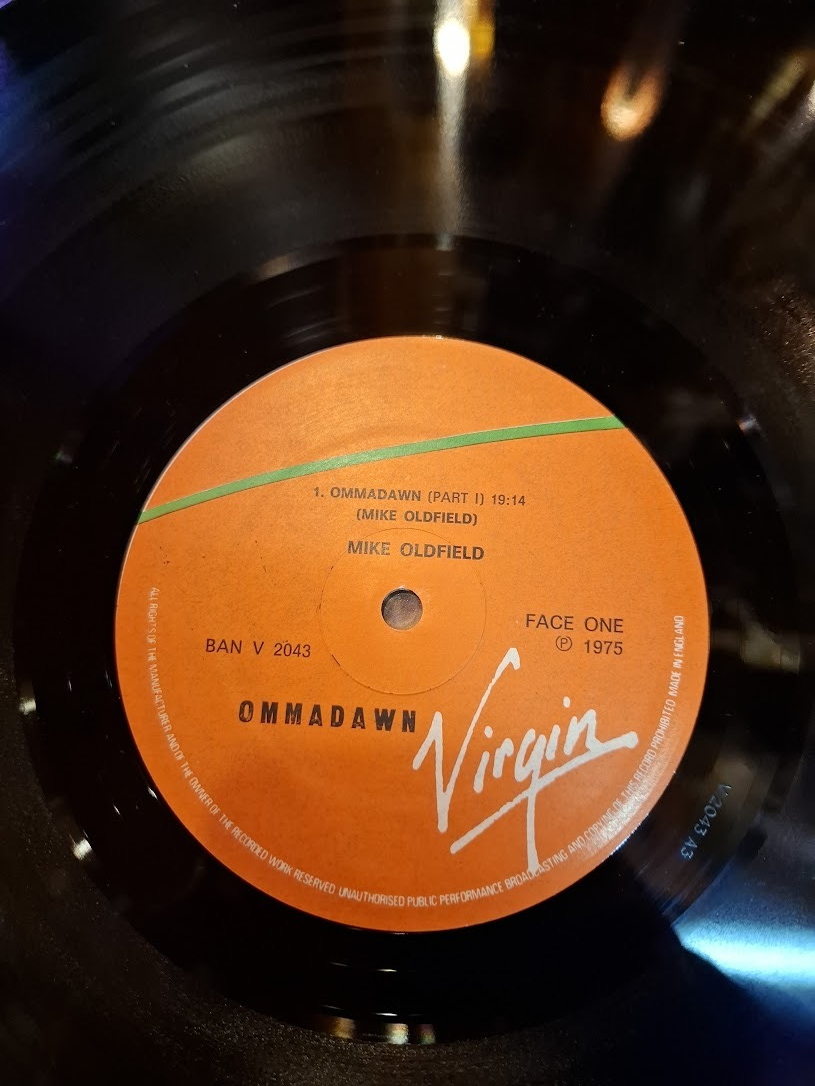 1. OMMADAWN (PART I) 19:14
(MIKE OLDFIELD)
MIKE OLDFIELD
FACE ONE
BAN V 2043
℗ 1975
OMMADAWN
Virgin
ALL RIGHTS OF THE MANUFACTURER AND OF THE OWNER OF THE RECORDED WORK RESERVED UNAUTHORISED PUBLIC PERFORMANCE BROADCASTING AND COPYING OF THIS RECORD PROHIBITED MADE IN ENGLAND
V 2043 A3